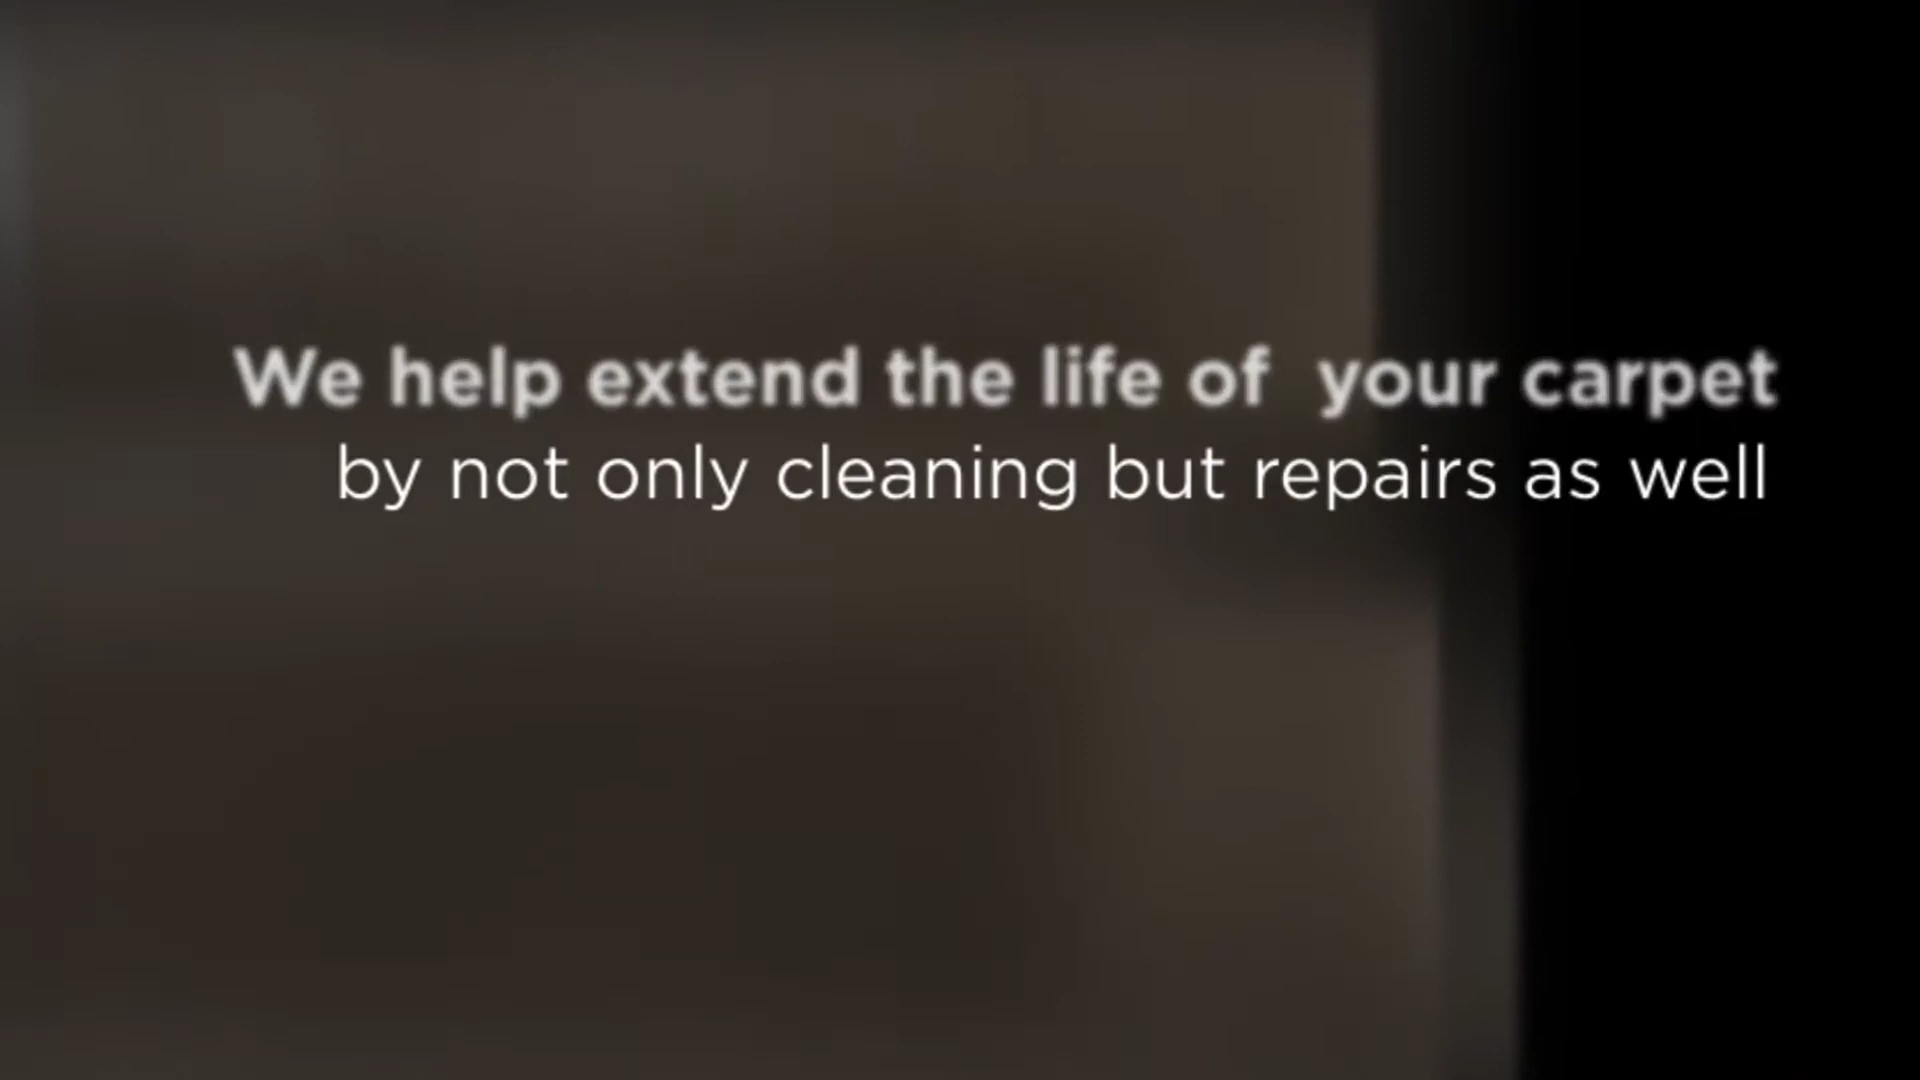 We help extend the life of  your carpet
by not only cleaning but repairs as well